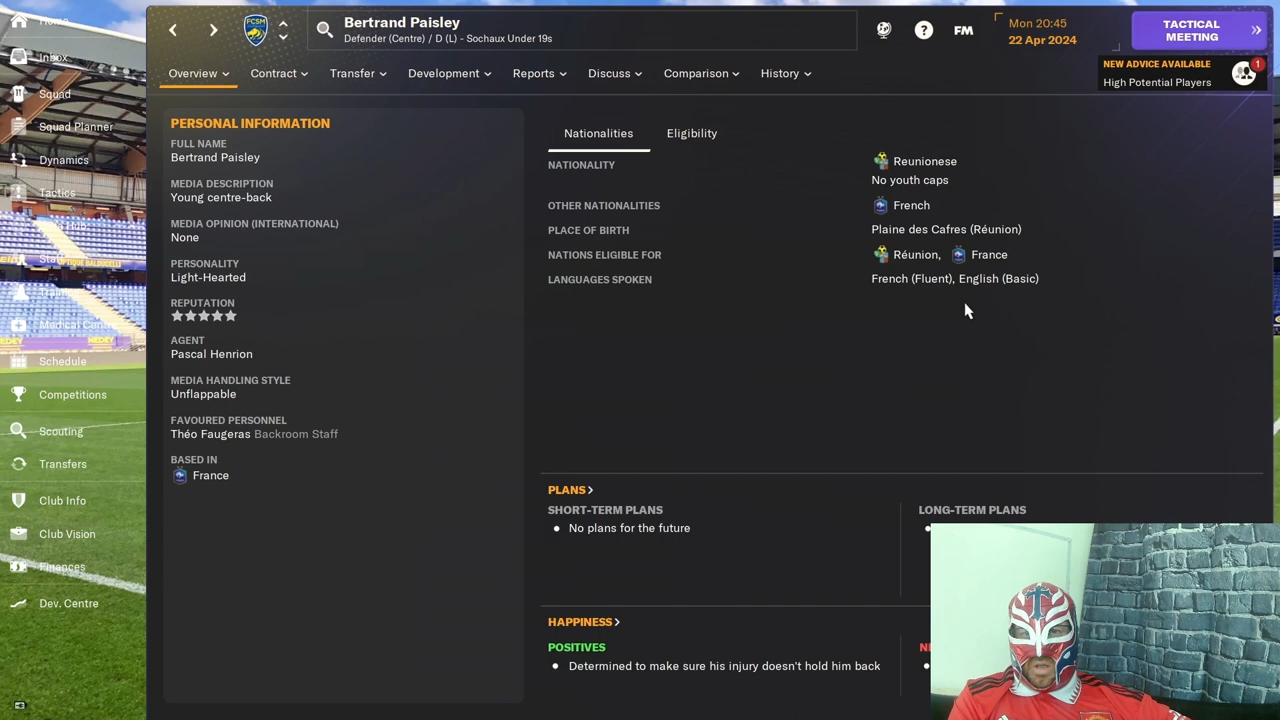 Home
Inbox
Squad
Squad Planner
Dynamics
Tactics
Medical Centre
Schedule
Competitions
Scouting
Transfers
Club Info
Club Vision
Finances
Dev. Centre
FCSM
Bertrand Paisley
Defender (Centre) / D (L) - Sochaux Under 19s
?
FM
Mon 20:45
22 Apr 2024
TACTICAL
MEETING
Overview Contract Transfer Development Reports Discuss Comparison History
NEW ADVICE AVAILABLE
High Potential Players
1
PERSONAL INFORMATION
FULL NAME
Bertrand Paisley
MEDIA DESCRIPTION
Young centre-back
MEDIA OPINION (INTERNATIONAL)
None
PERSONALITY
Light-Hearted
REPUTATION
AGENT
Pascal Henrion
MEDIA HANDLING STYLE
Unflappable
FAVOURED PERSONNEL
Théo Faugeras Backroom Staff
BASED IN
France
Nationalities Eligibility
NATIONALITY Reunionese
No youth caps
OTHER NATIONALITIES French
PLACE OF BIRTH Plaine des Cafres (Réunion)
NATIONS ELIGIBLE FOR Réunion, France
LANGUAGES SPOKEN French (Fluent), English (Basic)
PLANS
SHORT-TERM PLANS
No plans for the future
LONG-TERM PLANS
HAPPINESS
POSITIVES
Determined to make sure his injury doesn't hold him back